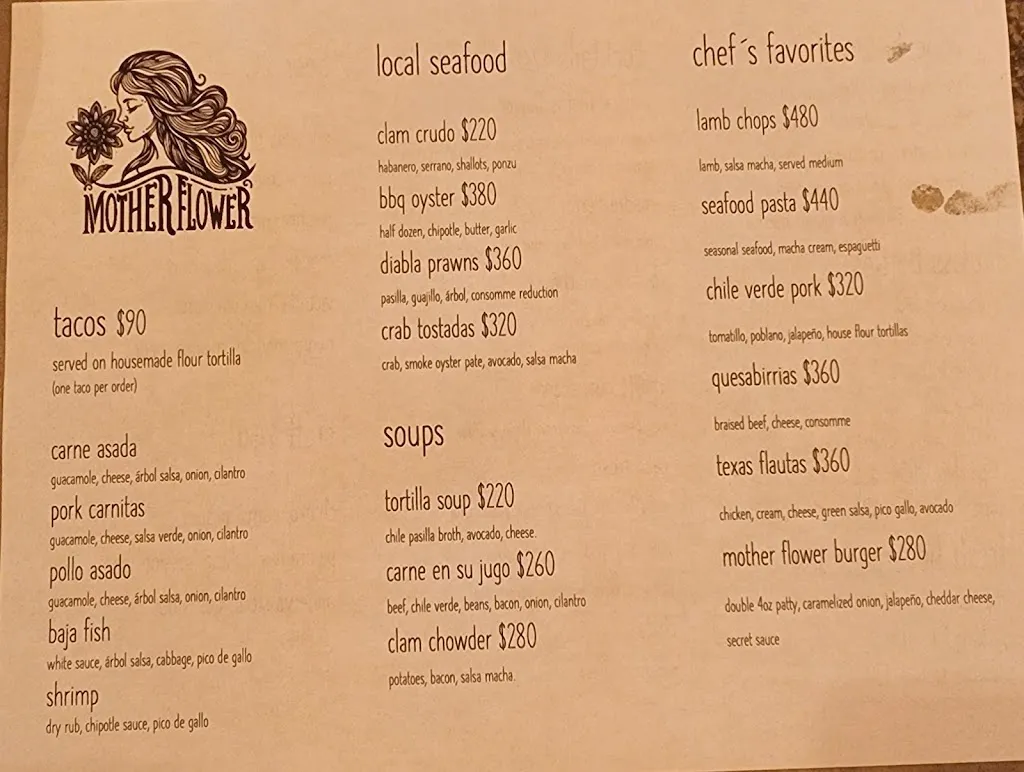 MOTHER FLOWER
tacos $90
served on housemade flour tortilla
(one taco per order)
carne asada
guacamole, cheese, árbol salsa, onion, cilantro
pork carnitas
guacamole, cheese, salsa verde, onion, cilantro
pollo asado
guacamole, cheese, árbol salsa, onion, cilantro
baja fish
white sauce, árbol salsa, cabbage, pico de gallo
shrimp
dry rub, chipotle sauce, pico de gallo
local seafood
clam crudo $220
habanero, serrano, shallots, ponzu
bbq oyster $380
half dozen, chipotle, butter, garlic
diabla prawns $360
pasilla, guajillo, árbol, consomme reduction
crab tostadas $320
crab, smoke oyster pate, avocado, salsa macha
soups
tortilla soup $220
chile pasilla broth, avocado, cheese.
carne en su jugo $260
beef, chile verde, beans, bacon, onion, cilantro
clam chowder $280
potatoes, bacon, salsa macha.
chef´s favorites
lamb chops $480
lamb, salsa macha, served medium
seafood pasta $440
seasonal seafood, macha cream, espaguetti
chile verde pork $320
tomatillo, poblano, jalapeño, house flour tortillas
quesabirrias $360
braised beef, cheese, consomme
texas flautas $360
chicken, cream, cheese, green salsa, pico gallo, avocado
mother flower burger $280
double 4oz patty, caramelized onion, jalapeño, cheddar cheese,
secret sauce